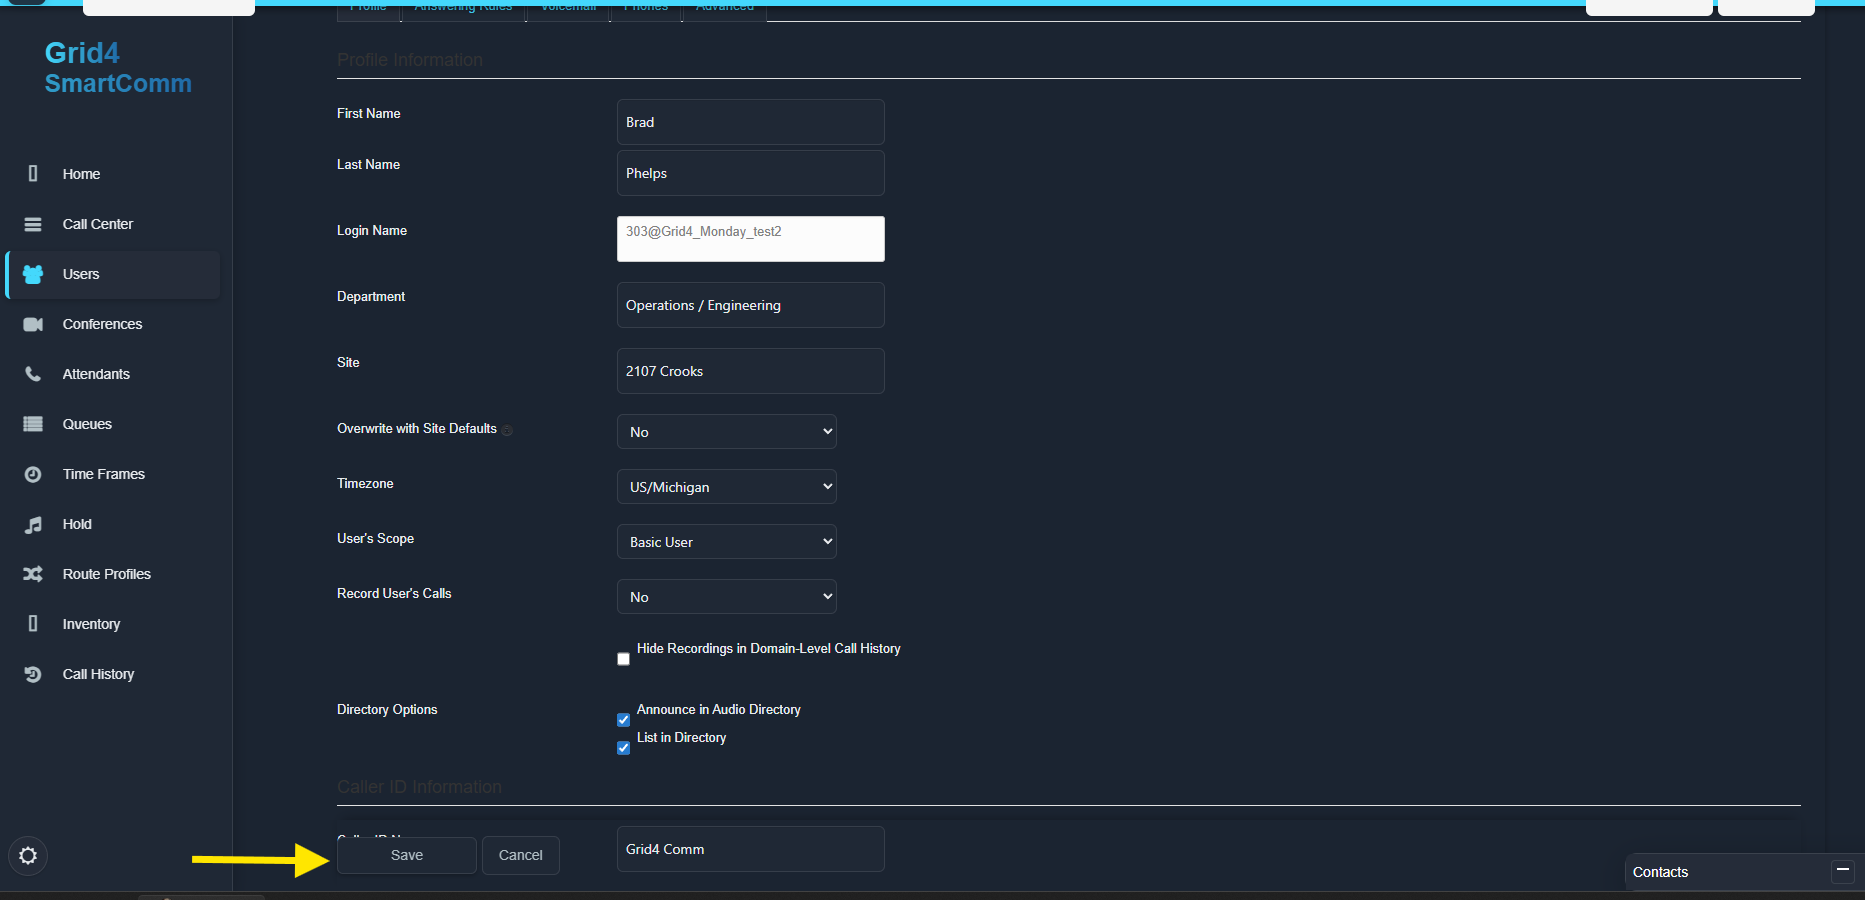 Profile
Answering Rules
Voicemail
Phones
Advanced
Grid4
SmartComm
Home
Call Center
Users
Conferences
Attendants
Queues
Time Frames
Hold
Route Profiles
Inventory
Call History
Profile Information
First Name
Brad
Last Name
Phelps
Login Name
303@Grid4_Monday_test2
Department
Operations / Engineering
Site
2107 Crooks
Overwrite with Site Defaults
No
Timezone
US/Michigan
User's Scope
Basic User
Record User's Calls
No
Hide Recordings in Domain-Level Call History
Directory Options
Announce in Audio Directory
List in Directory
Caller ID Information
Grid4 Comm
Save
Cancel
Contacts